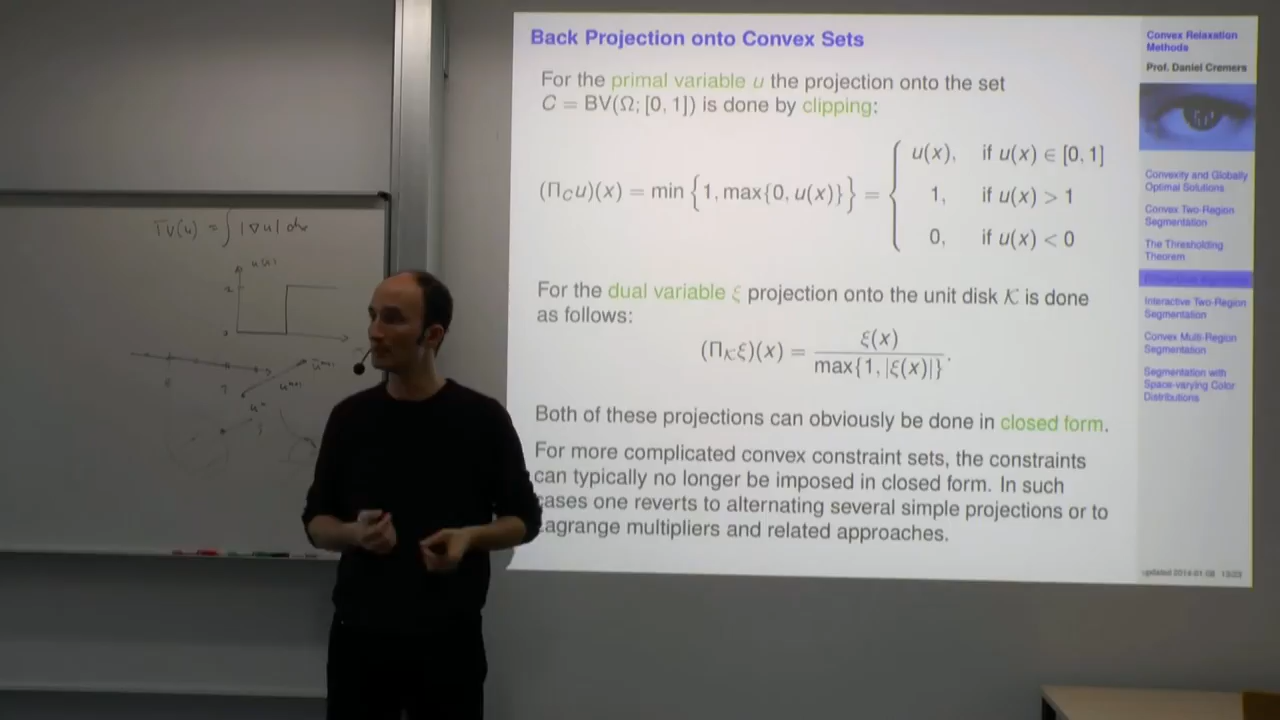 Back Projection onto Convex Sets
For the primal variable u the projection onto the set
C = BV(Ω; [0, 1]) is done by clipping:
(Π_C u)(x) = min {1, max{0, u(x)}} = { u(x), if u(x) ∈ [0, 1]
1, if u(x) > 1
0, if u(x) < 0
For the dual variable ξ projection onto the unit disk K is done
as follows:
(Π_K ξ)(x) = ξ(x) / max{1, |ξ(x)|}.
Both of these projections can obviously be done in closed form.
For more complicated convex constraint sets, the constraints
can typically no longer be imposed in closed form. In such
cases one reverts to alternating several simple projections or to
agrange multipliers and related approaches.
Convex Relaxation
Methods
Prof. Daniel Cremers
Convexity and Globally
Optimal Solutions
Convex Two-Region
Segmentation
The Thresholding
Theorem
Interactive Two-Region
Segmentation
Convex Multi-Region
Segmentation
Segmentation with
Space-varying Color
Distributions
TV(u) = ∫ |∇u| dx
u(x)